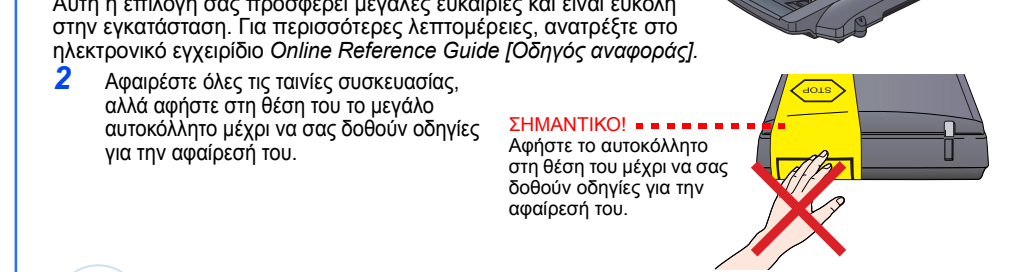 Αυτή η επιλογή σας προσφέρει μεγάλες ευκαιρίες και είναι εύκολη
στην εγκατάσταση. Για περισσότερες λεπτομέρειες, ανατρέξτε στο
ηλεκτρονικό εγχειρίδιο Online Reference Guide [Οδηγός αναφοράς].
2 Αφαιρέστε όλες τις ταινίες συσκευασίας,
αλλά αφήστε στη θέση του το μεγάλο
αυτοκόλλητο μέχρι να σας δοθούν οδηγίες
για την αφαίρεσή του.
ΣΗΜΑΝΤΙΚΟ!
Αφήστε το αυτοκόλλητο
στη θέση του μέχρι να σας
δοθούν οδηγίες για την
αφαίρεσή του.
STOP